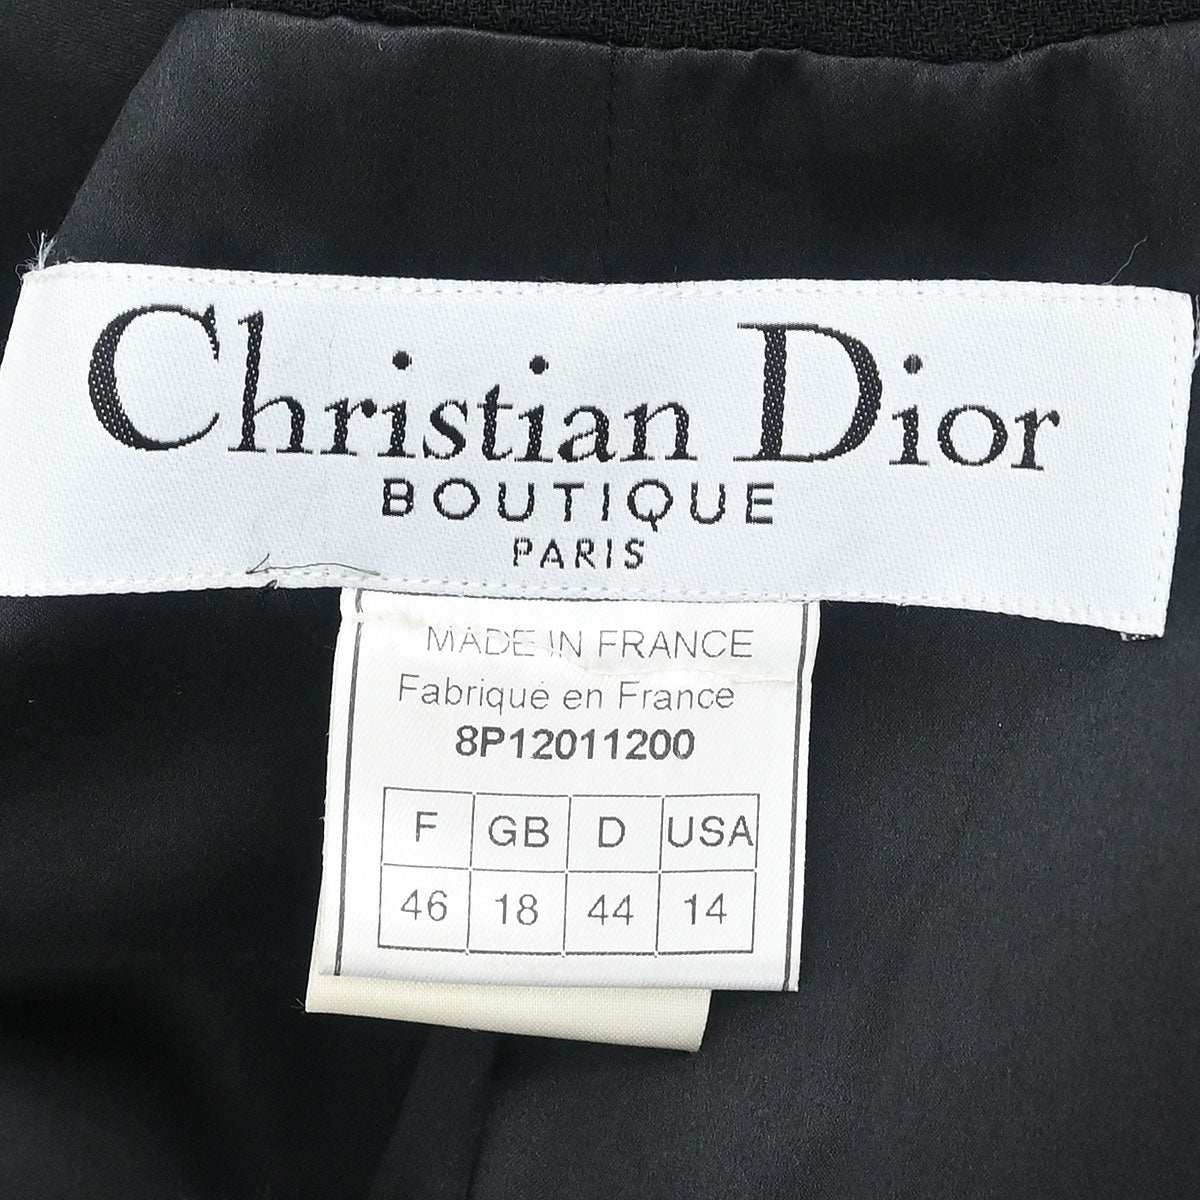 Christian Dior
BOUTIQUE
PARIS
MADE IN FRANCE
Fabriqué en France
8P12011200
F GB D USA
46 18 44 14